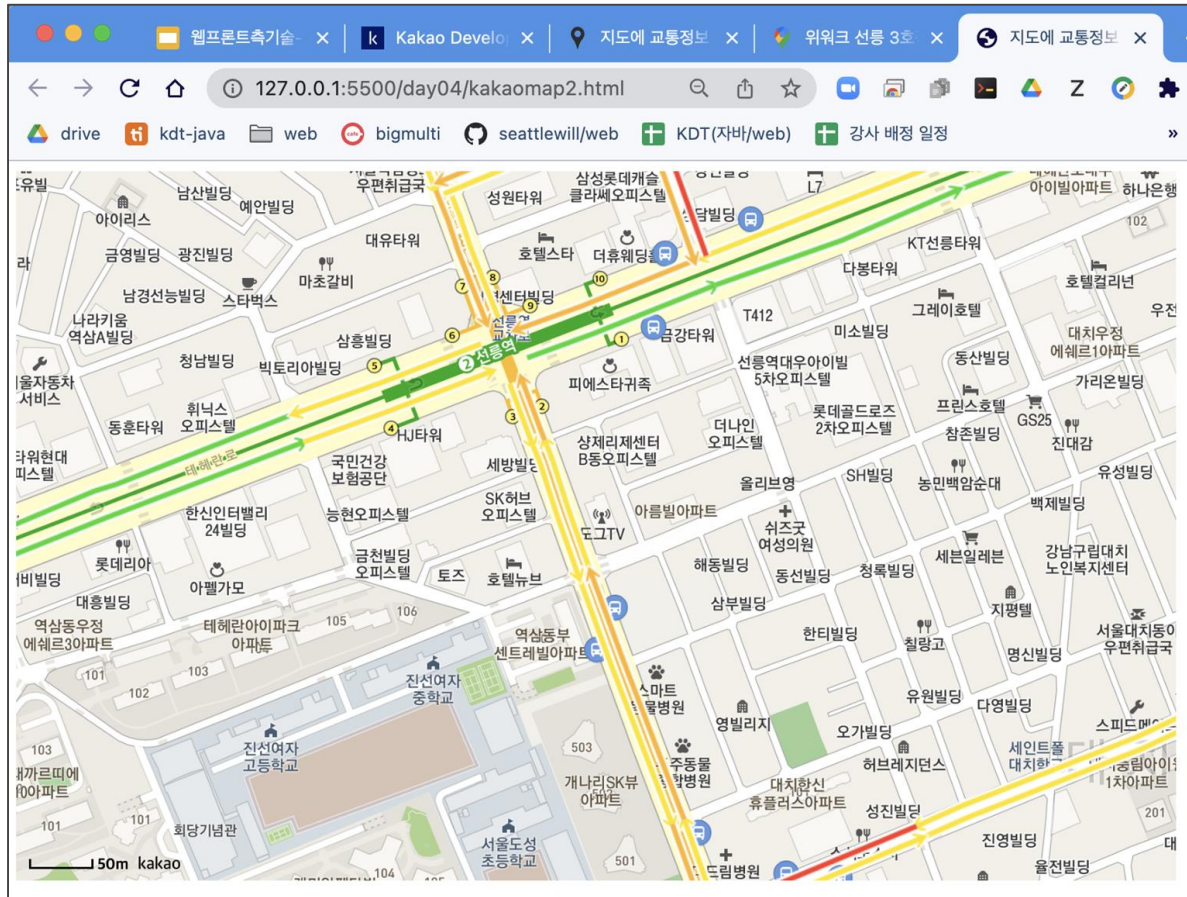 웹프론트측기술-
Kakao Develo
지도에 교통정보
위워크 선릉 3호
지도에 교통정보
127.0.0.1:5500/day04/kakaomap2.html
drive
kdt-java
web
bigmulti
seattlewill/web
KDT(자바/web)
강사 배정 일정
»
우편취급국
남산빌딩
예안빌딩
아이리스
성원타워
삼성롯데캐슬
클라쎄오피스텔
L7
아이빌아파트
하나은행
102
금영빌딩
광진빌딩
대유타워
호텔스타
KT선릉타워
다봉타워
호텔컬리넌
마초갈비
남경선능빌딩
스타벅스
그레이호텔
나라키움
역삼A빌딩
삼흥빌딩
금강타워
T412
미소빌딩
대치우정
에쉐르1아파트
청남빌딩
빅토리아빌딩
②선릉역
피에스타귀족
선릉역대우아이빌
5차오피스텔
동산빌딩
가리온빌딩
휘닉스
오피스텔
동훈타워
HJ타워
프린스호텔
GS25
롯데골드로즈
2차오피스텔
더나인
오피스텔
참존빌딩
진대감
테헤란로
국민건강
보험공단
세방빌딩
샹제리제센터
B동오피스텔
SH빌딩
농민백암순대
유성빌딩
올리브영
백제빌딩
한신인터밸리
24빌딩
능현오피스텔
SK허브
오피스텔
도그TV
아름빌아파트
쉬즈굿
여성의원
롯데리아
금천빌딩
오피스텔
토즈
호텔뉴브
해동빌딩
동선빌딩
청록빌딩
세븐일레븐
강남구립대치
노인복지센터
아펠가모
대흥빌딩
삼부빌딩
지평텔
역삼동우정
에쉐르3아파트
테헤란아이파크
아파트
105
106
역삼동부
센트레빌아파트
한티빌딩
칠랑고
명신빌딩
서울대치동
우편취급국
101
102
103
진선여자
중학교
영빌리지
유원빌딩
다영빌딩
오가빌딩
스피드메이
진선여자
고등학교
503
허브레지던스
세인트폴
103
개나리SK뷰
아파트
대치한신
휴플러스아파트
1차아파트
101
101
회당기념관
성진빌딩
201
서울도성
초등학교
진영빌딩
501
율전빌딩
50m kakao
104